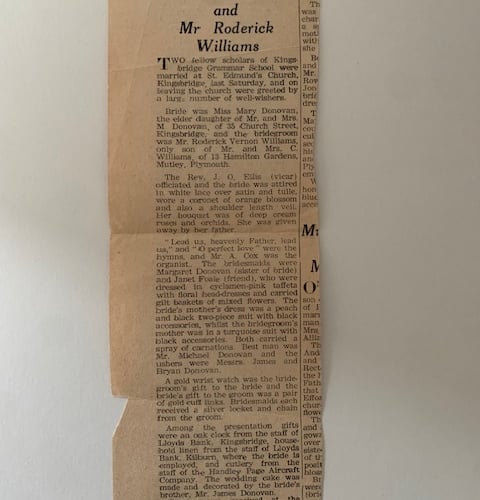 and
Mr Roderick
Williams
TWO fellow scholars of Kings-
bridge Grammar School were
married at St. Edmund's Church,
Kingsbridge, last Saturday, and on
leaving the church were greeted by
a large number of well-wishers.
Bride was Miss Mary Donovan,
the elder daughter of Mr. and Mrs.
M Donovan, of 35 Church Street,
Kingsbridge, and the bridegroom
was Mr. Roderick Vernon Williams,
only son of Mr. and Mrs. C.
Williams, of 13 Hamilton Gardens,
Mutley, Plymouth.
The Rev. J. O. Ellis (vicar)
officiated and the bride was attired
in white lace over satin and tulle,
wore a coronet of orange blossom
and also a shoulder length veil.
Her bouquet was of deep cream
roses and orchids. She was given
away by her father.
"Lead us, heavenly Father, lead
us," and "O perfect love" were the
hymns, and Mr. A. Cox was the
organist. The bridesmaids were
Margaret Donovan (sister of bride)
and Janet Foale (friend), who were
dressed in cyclamen-pink taffeta
with floral head-dresses and carried
gilt baskets of mixed flowers. The
bride's mother's dress was a peach
and black two-piece suit with black
accessories, whilst the bridegroom's
mother was in a turquoise suit with
black accessories. Both carried a
spray of carnations. Best man was
Mr. Michael Donovan and the
ushers were Messrs. James and
Bryan Donovan.
A gold wrist watch was the bride-
groom's gift to the bride and the
bride's gift to the groom was a pair
of gold cuff links. Bridesmaids each
received a silver locket and chain
from the groom.
Among the presentation gifts
were an oak clock from the staff of
Lloyds Bank, Kingsbridge, house-
hold linen from the staff of Lloyds
Bank, Kilburn, where the bride is
employed, and cutlery from the
staff of the Handley Page Aircraft
Company. The wedding cake was
made and decorated by the bride's
brother, Mr. James Donovan.